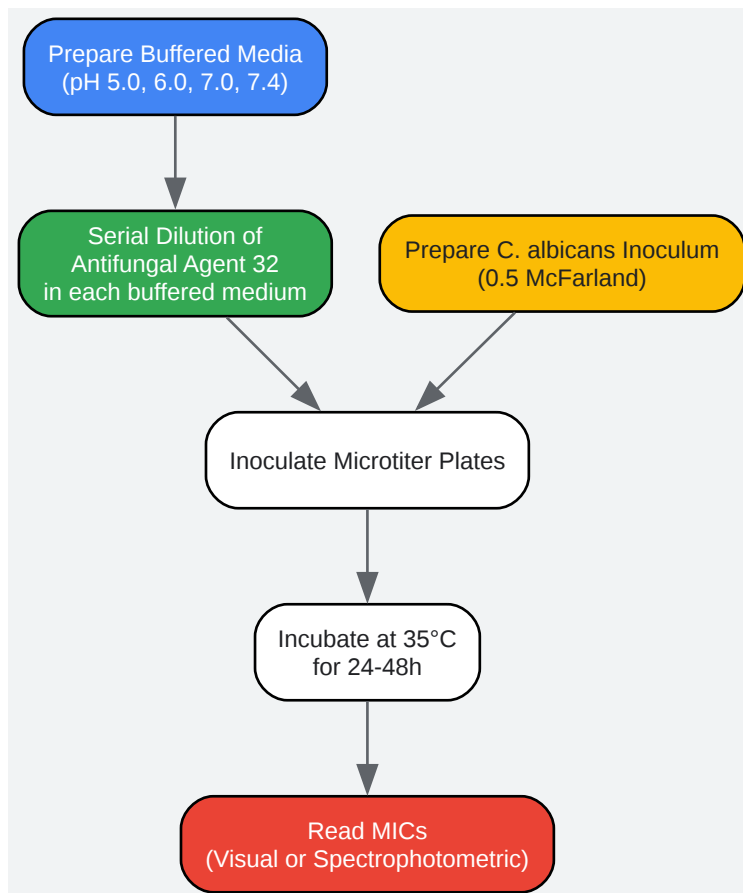 Prepare Buffered Media
(pH 5.0, 6.0, 7.0, 7.4)
Serial Dilution of
Antifungal Agent 32
in each buffered medium
Prepare C. albicans Inoculum
(0.5 McFarland)
Inoculate Microtiter Plates
Incubate at 35°C
for 24-48h
Read MICs
(Visual or Spectrophotometric)